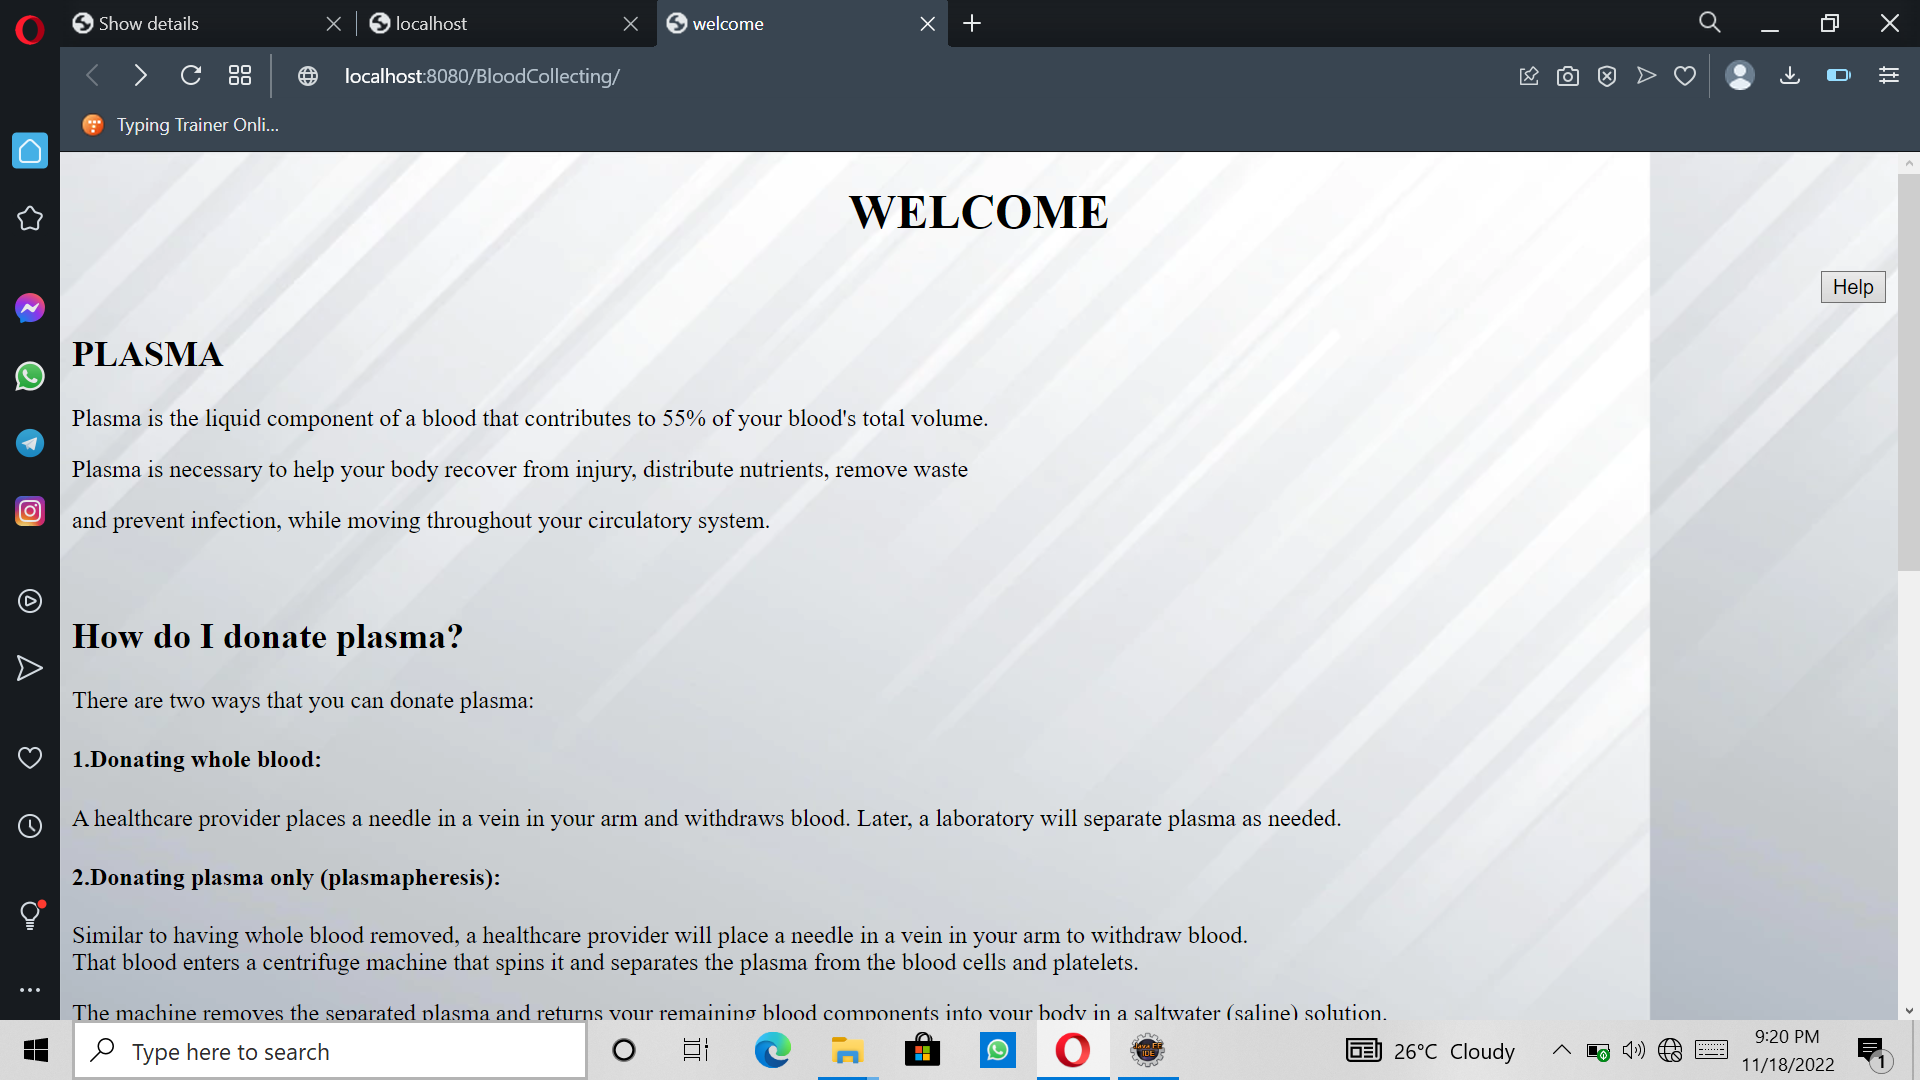 Show details
localhost
welcome
localhost:8080/BloodCollecting/
Typing Trainer Onli...
WELCOME
Help
PLASMA
Plasma is the liquid component of a blood that contributes to 55% of your blood's total volume.
Plasma is necessary to help your body recover from injury, distribute nutrients, remove waste
and prevent infection, while moving throughout your circulatory system.
How do I donate plasma?
There are two ways that you can donate plasma:
1.Donating whole blood:
A healthcare provider places a needle in a vein in your arm and withdraws blood. Later, a laboratory will separate plasma as needed.
2.Donating plasma only (plasmapheresis):
Similar to having whole blood removed, a healthcare provider will place a needle in a vein in your arm to withdraw blood.
That blood enters a centrifuge machine that spins it and separates the plasma from the blood cells and platelets.
The machine removes the separated plasma and returns your remaining blood components into your body in a saltwater (saline) solution.
Type here to search
Java EE
IDE
26°C Cloudy
9:20 PM
11/18/2022
1